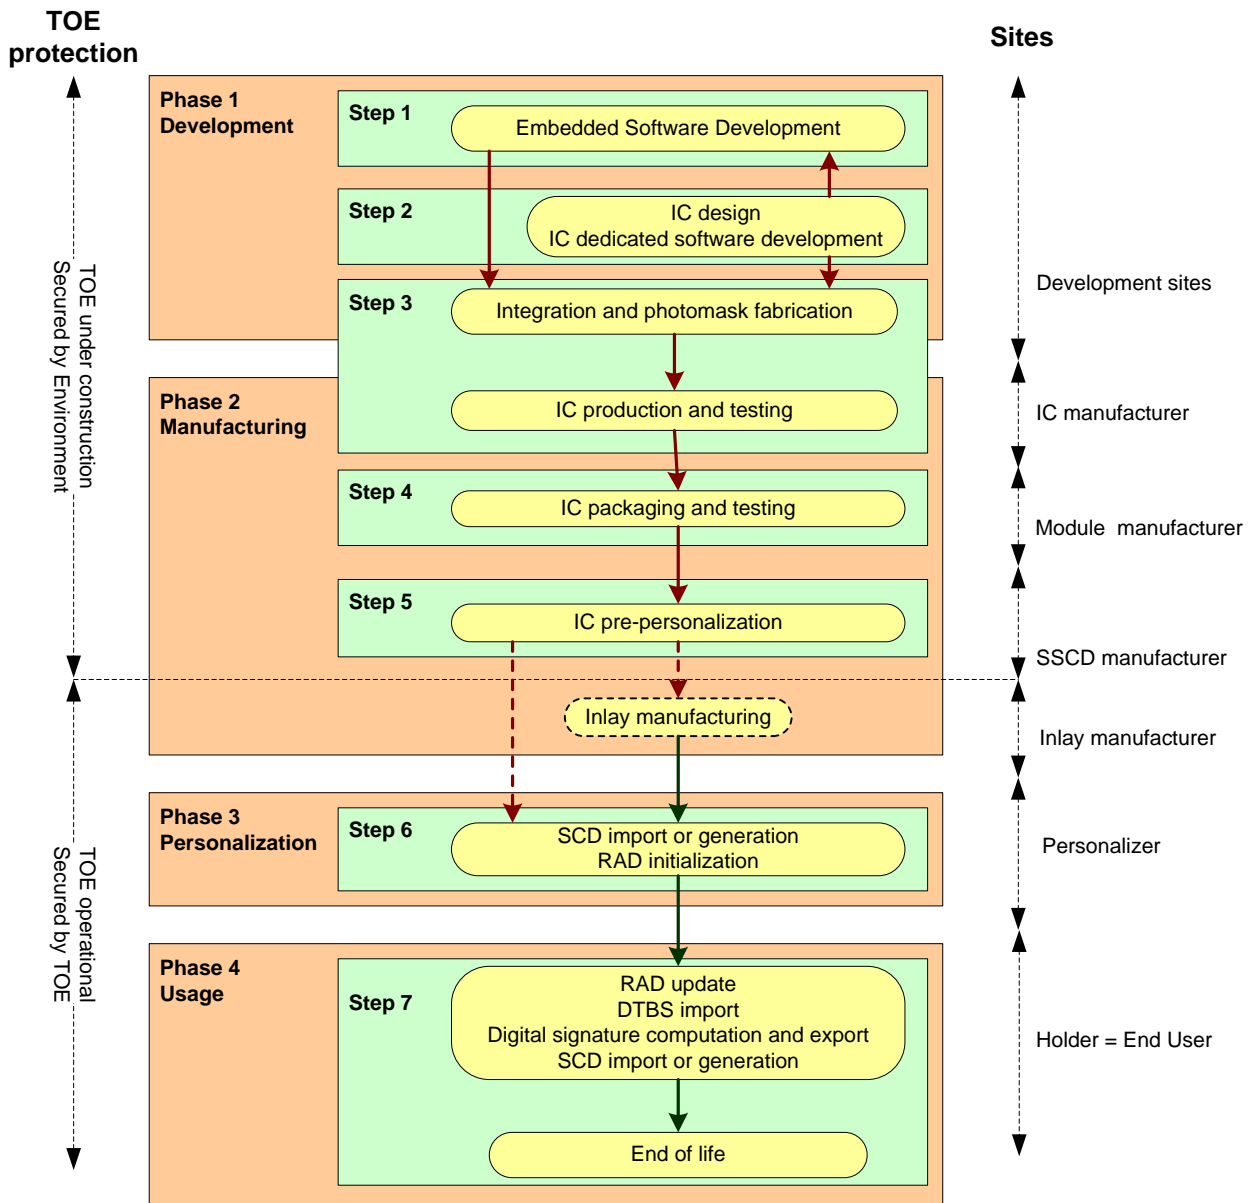 TOE
protection
Sites
Phase 1
Development
Step 1
Embedded Software Development
Step 2
IC design
IC dedicated software development
Step 3
Integration and photomask fabrication
Development sites
TOE under construction
Secured by Environment
Phase 2
Manufacturing
IC production and testing
IC manufacturer
Step 4
IC packaging and testing
Module manufacturer
Step 5
IC pre-personalization
SSCD manufacturer
Inlay manufacturing
Inlay manufacturer
Phase 3
Personalization
Step 6
SCD import or generation
RAD initialization
Personalizer
TOE operational
Secured by TOE
Phase 4
Usage
Step 7
RAD update
DTBS import
Digital signature computation and export
SCD import or generation
Holder = End User
End of life